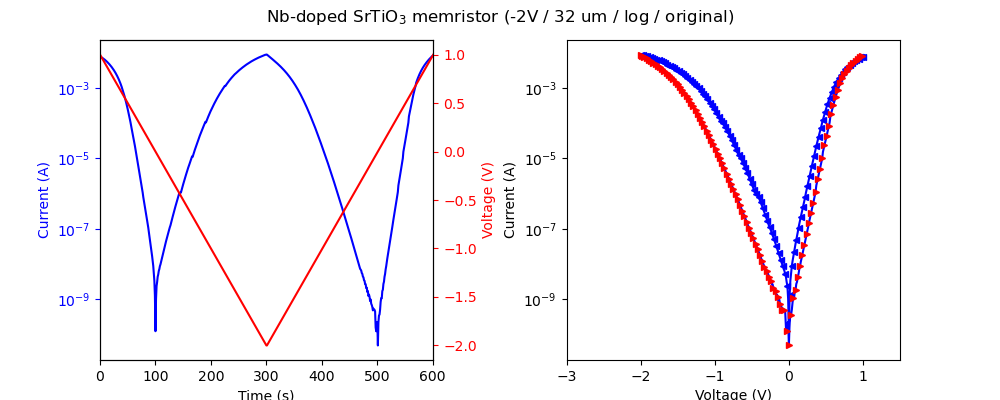 Nb-doped SrTiO₃ memristor (-2V / 32 um / log / original)
Current (A)
10⁻³
10⁻⁵
10⁻⁷
10⁻⁹
0 100 200 300 400 500 600
Time (s)
1.0
0.5
0.0
−0.5
−1.0
−1.5
−2.0
Voltage (V)
Current (A)
10⁻³
10⁻⁵
10⁻⁷
10⁻⁹
−3 −2 −1 0 1
Voltage (V)